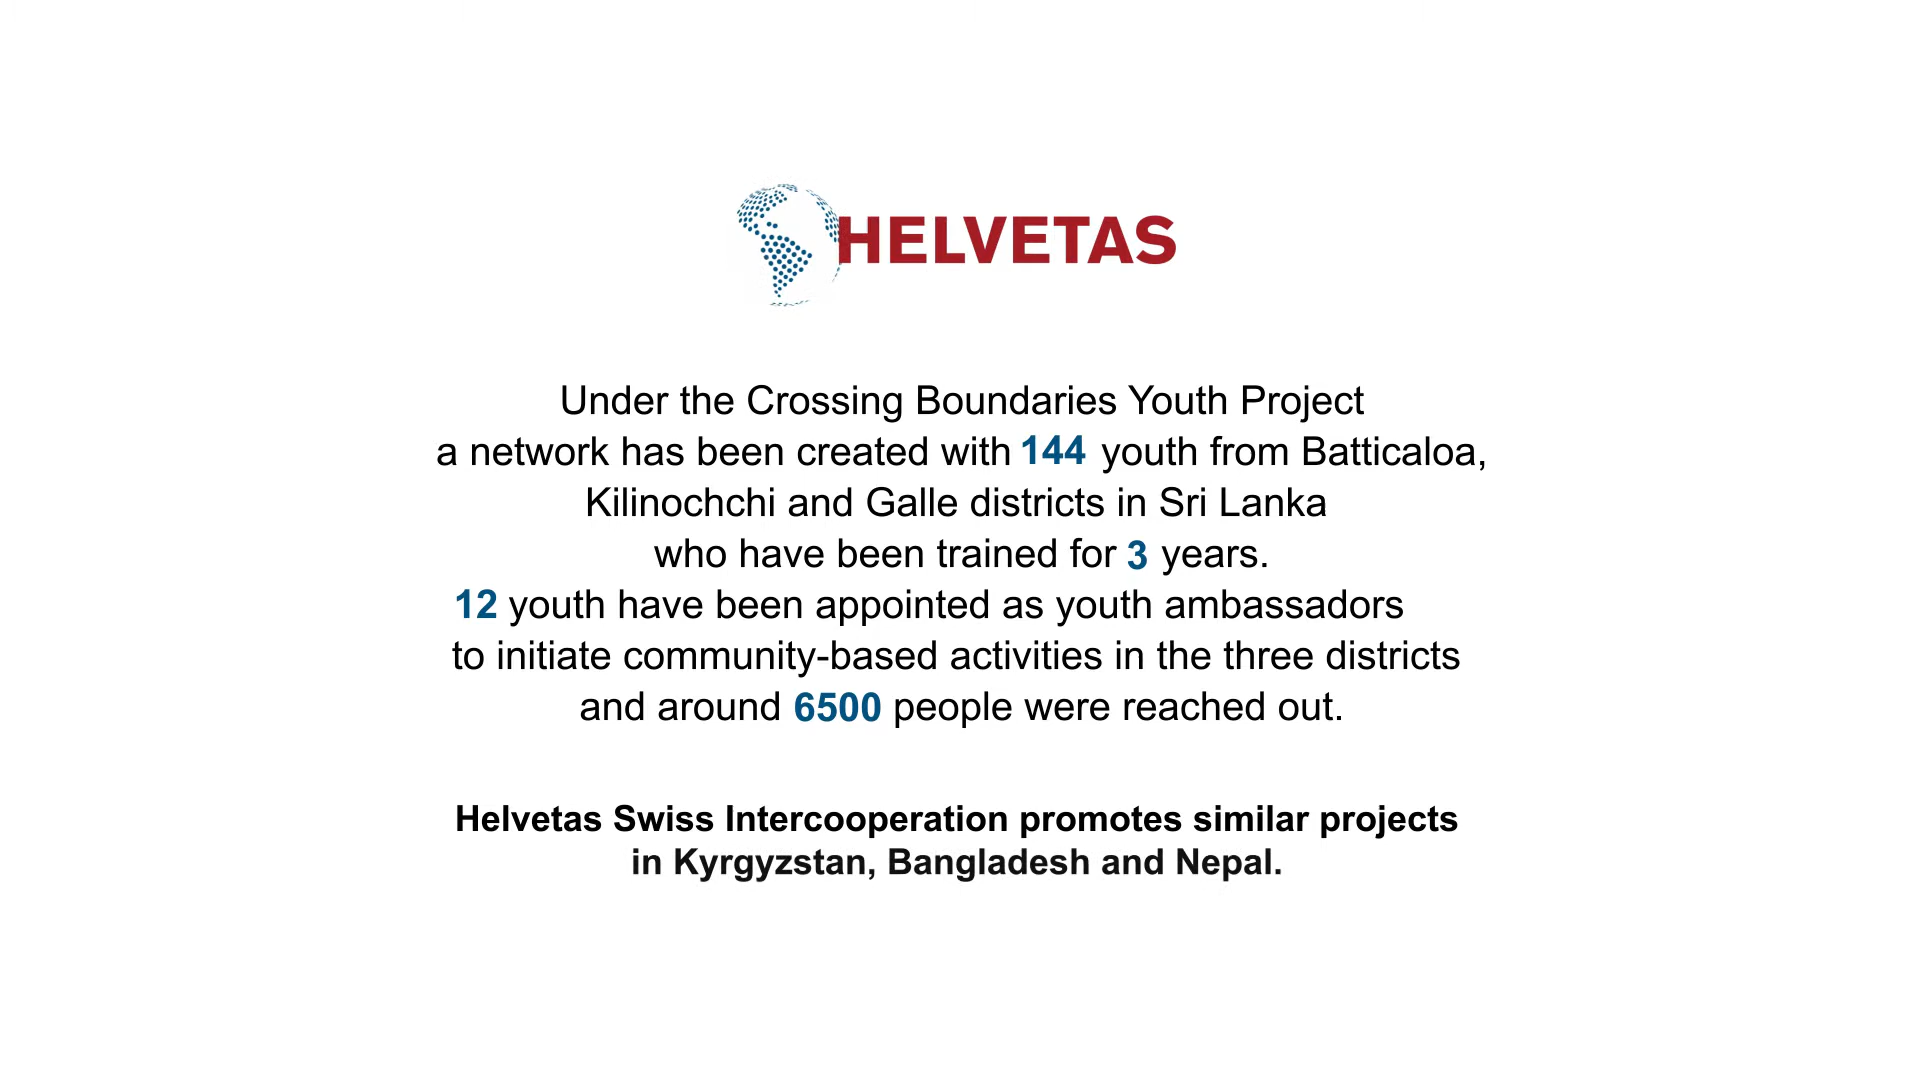 HELVETAS
Under the Crossing Boundaries Youth Project
a network has been created with 144 youth from Batticaloa,
Kilinochchi and Galle districts in Sri Lanka
who have been trained for 3 years.
12 youth have been appointed as youth ambassadors
to initiate community-based activities in the three districts
and around 6500 people were reached out.
Helvetas Swiss Intercooperation promotes similar projects
in Kyrgyzstan, Bangladesh and Nepal.